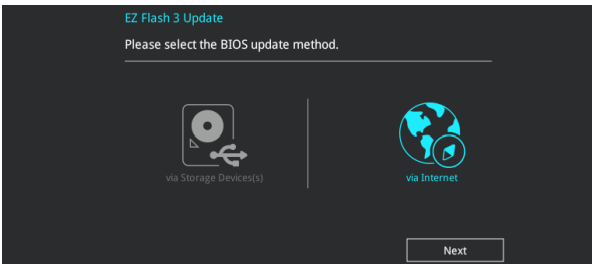 EZ Flash 3 Update
Please select the BIOS update method.
via Storage Devices(s)
via Internet
Next